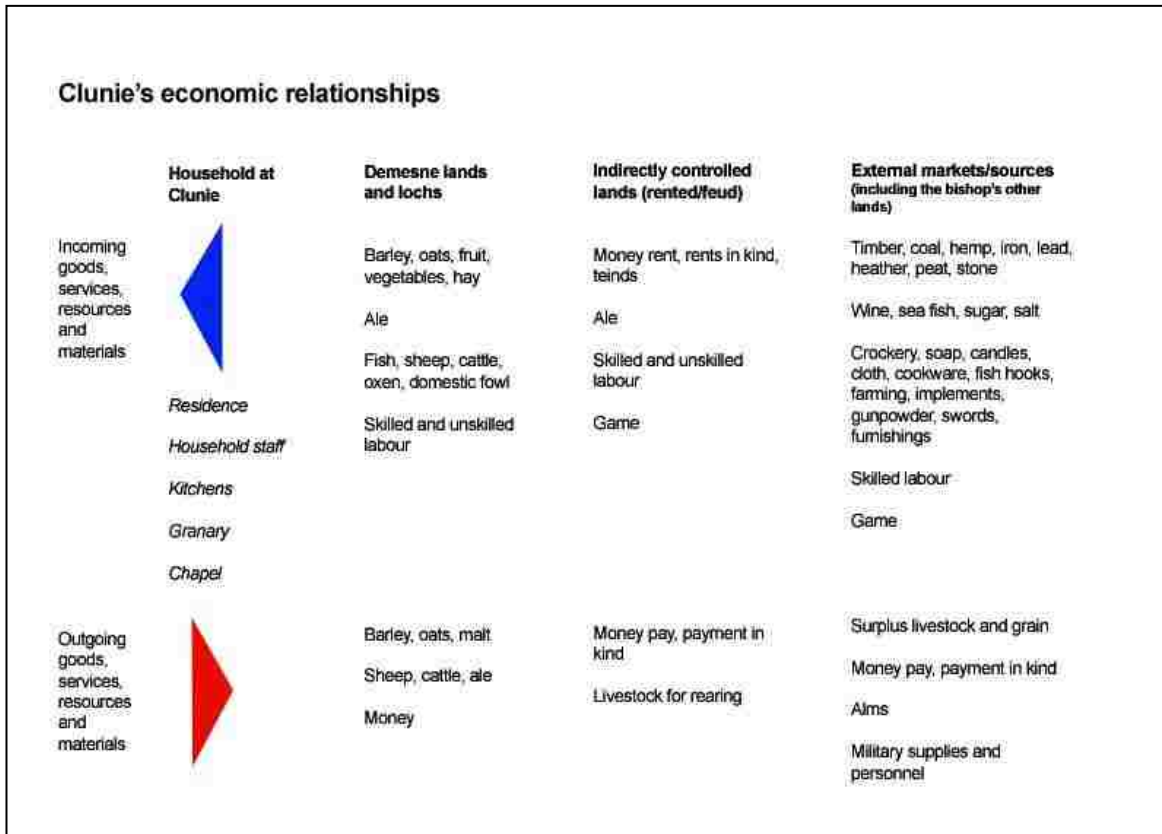 Clunie's economic relationships
Household at
Clunie
Demesne lands
and lochs
Indirectly controlled
lands (rented/feud)
External markets/sources
(including the bishop's other
lands)
Incoming
goods,
services,
resources
and
materials
Barley, oats, fruit,
vegetables, hay
Ale
Fish, sheep, cattle,
oxen, domestic fowl
Skilled and unskilled
labour
Money rent, rents in kind,
teinds
Ale
Skilled and unskilled
labour
Game
Timber, coal, hemp, iron, lead,
heather, peat, stone
Wine, sea fish, sugar, salt
Crockery, soap, candles,
cloth, cookware, fish hooks,
farming, implements,
gunpowder, swords,
furnishings
Skilled labour
Game
Residence
Household staff
Kitchens
Granary
Chapel
Outgoing
goods,
services,
resources
and
materials
Barley, oats, malt
Sheep, cattle, ale
Money
Money pay, payment in
kind
Livestock for rearing
Surplus livestock and grain
Money pay, payment in kind
Alms
Military supplies and
personnel